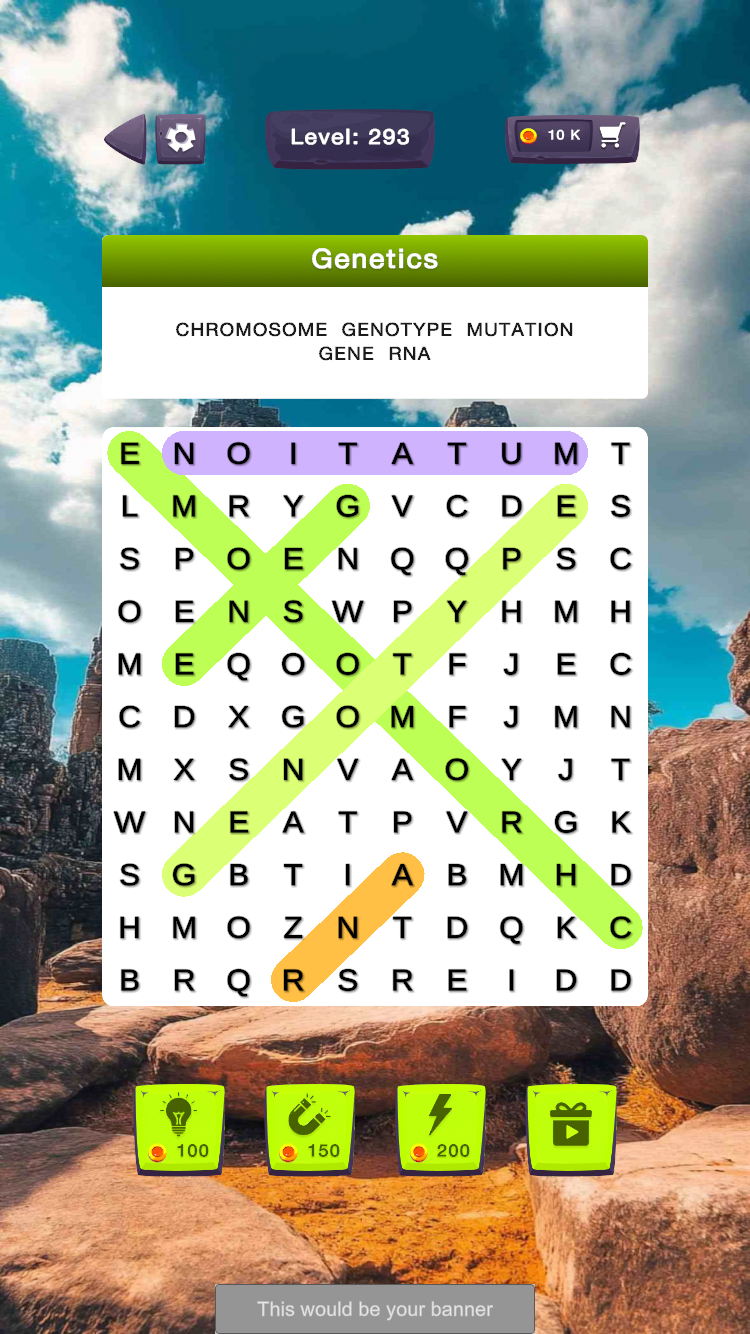 Level: 293
10 K
Genetics
CHROMOSOME GENOTYPE MUTATION
GENE RNA
E N O I T A T U M T
L M R Y G V C D E S
S P O E N Q Q P S C
O E N S W P Y H M H
M E Q O O T F J E C
C D X G O M F J M N
M X S N V A O Y J T
W N E A T P V R G K
S G B T I A B M H D
H M O Z N T D Q K C
B R Q R S R E I D D
100 150 200
This would be your banner